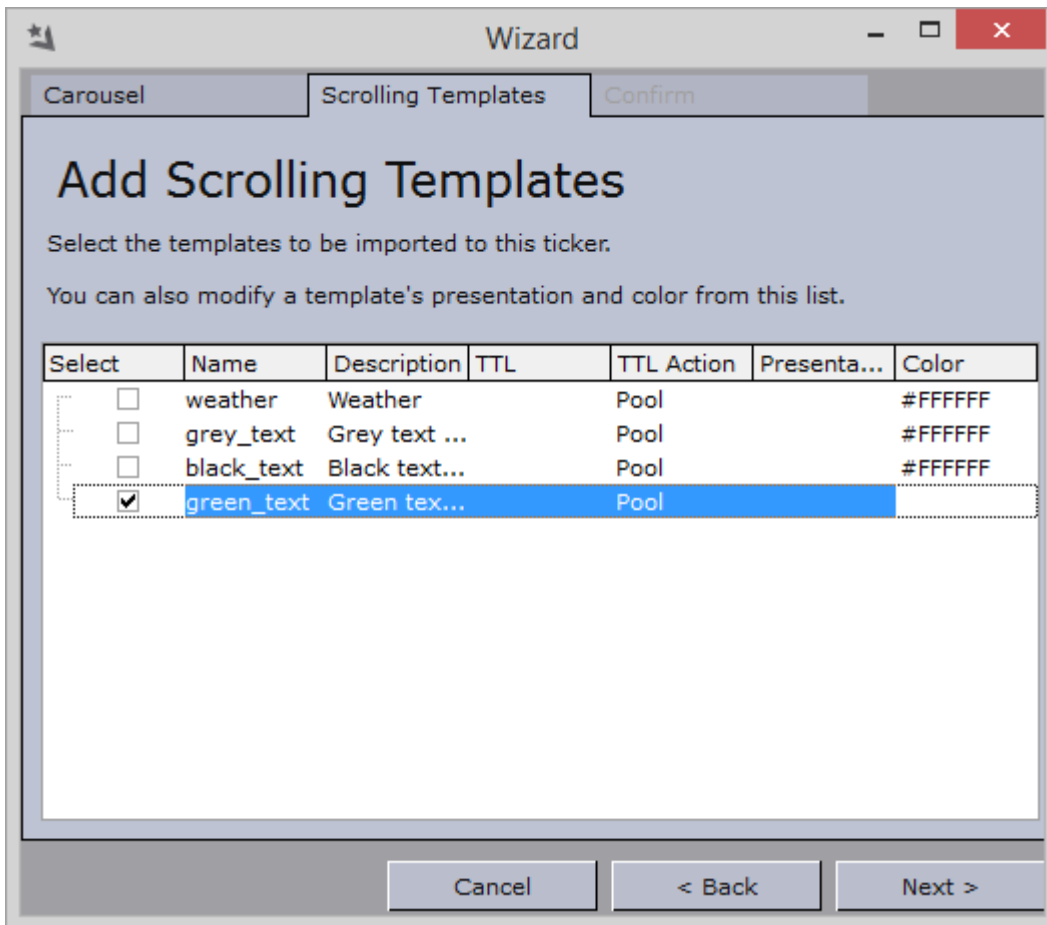 Wizard
Carousel Scrolling Templates Confirm
Add Scrolling Templates
Select the templates to be imported to this ticker.
You can also modify a template's presentation and color from this list.
Select Name Description TTL TTL Action Presenta... Color
weather Weather Pool #FFFFFF
grey_text Grey text ... Pool #FFFFFF
black_text Black text... Pool #FFFFFF
green_text Green tex... Pool
Cancel < Back Next >